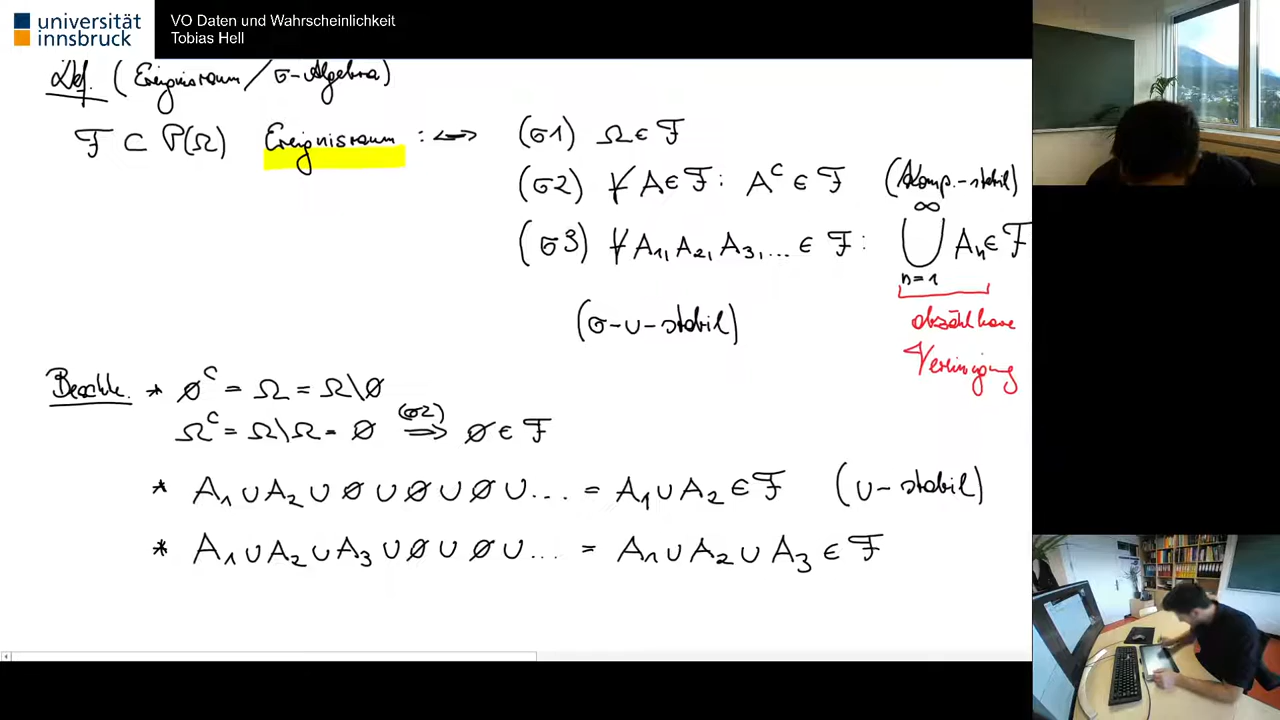 universität
innsbruck
VO Daten und Wahrscheinlichkeit
Tobias Hell
Def. (Ereignisraum/σ-Algebra)
F ⊂ P(Ω) Ereignisraum :⟺ (σ1) Ω ∈ F
(σ2) ∀ A ∈ F: Aᶜ ∈ F (Komp.-stabil)
(σ3) ∀ A₁, A₂, A₃, ... ∈ F: ⋃_{n=1}^{∞} Aₙ ∈ F
(σ-∪-stabil)
abzählbare
Vereinigung
Beachte. * ∅ᶜ = Ω = Ω\∅
Ωᶜ = Ω\Ω = ∅ ⟹^{(σ2)} ∅ ∈ F
* A₁ ∪ A₂ ∪ ∅ ∪ ∅ ∪ ∅ ∪ ... = A₁ ∪ A₂ ∈ F (∪-stabil)
* A₁ ∪ A₂ ∪ A₃ ∪ ∅ ∪ ∅ ∪ ... = A₁ ∪ A₂ ∪ A₃ ∈ F